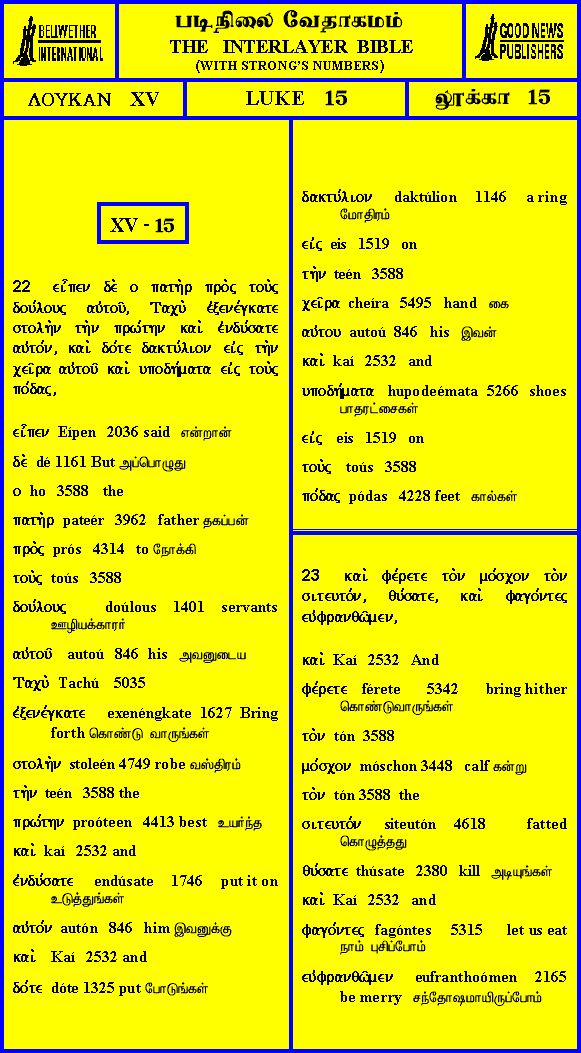 BELLWETHER
INTERNATIONAL
படிநிலை வேதாகமம்
THE INTERLAYER BIBLE
(WITH STRONG'S NUMBERS)
GOOD NEWS
PUBLISHERS
ΛΟΥΚΑΝ XV
LUKE 15
லூக்கா 15
XV - 15
22 εἶπεν δὲ ο πατὴρ πρὸς τοὺς
δούλους αὐτοῦ, Ταχὺ ἐξενέγκατε
στολὴν τὴν πρώτην καὶ ἐνδύσατε
αὐτόν, καὶ δότε δακτύλιον εἰς τὴν
χεῖρα αὐτοῦ καὶ υποδήματα εἰς τοὺς
πόδας,
εἶπεν Eípen 2036 said என்றான்
δὲ dé 1161 But அப்பொழுது
ο ho 3588 the
πατὴρ pateér 3962 father தகப்பன்
πρὸς prós 4314 to நோக்கி
τοὺς toús 3588
δούλους doúlous 1401 servants
ஊழியக்காரர்
αὐτοῦ autoú 846 his அவனுடைய
Ταχὺ Tachú 5035
ἐξενέγκατε exenéngkate 1627 Bring
forth கொண்டு வாருங்கள்
στολὴν stoleén 4749 robe வஸ்திரம்
τὴν teén 3588 the
πρώτην proóteen 4413 best உயர்ந்த
καὶ kaí 2532 and
ἐνδύσατε endúsate 1746 put it on
உடுத்துங்கள்
αὐτόν autón 846 him இவனுக்கு
καὶ Kaí 2532 and
δότε dóte 1325 put போடுங்கள்
δακτύλιον daktúlion 1146 a ring
மோதிரம்
εἰς eis 1519 on
τὴν teén 3588
χεῖρα cheíra 5495 hand கை
αὐτου autoú 846 his இவன்
καὶ kaí 2532 and
υποδήματα hupodeémata 5266 shoes
பாதரட்சைகள்
εἰς eis 1519 on
τοὺς toús 3588
πόδας pódas 4228 feet கால்கள்
23 καὶ φέρετε τὸν μόσχον τὸν
σιτευτόν, θύσατε, καὶ φαγόντες
εὐφρανθῶμεν,
καὶ Kaí 2532 And
φέρετε férete 5342 bring hither
கொண்டுவாருங்கள்
τὸν tón 3588
μόσχον móschon 3448 calf கன்று
τὸν tón 3588 the
σιτευτόν siteutón 4618 fatted
கொழுத்தது
θύσατε thúsate 2380 kill அடியுங்கள்
καὶ Kaí 2532 and
φαγόντες fagóntes 5315 let us eat
நாம் புசிப்போம்
εὐφρανθῶμεν eufranthoómen 2165
be merry சந்தோஷமாயிருப்போம்